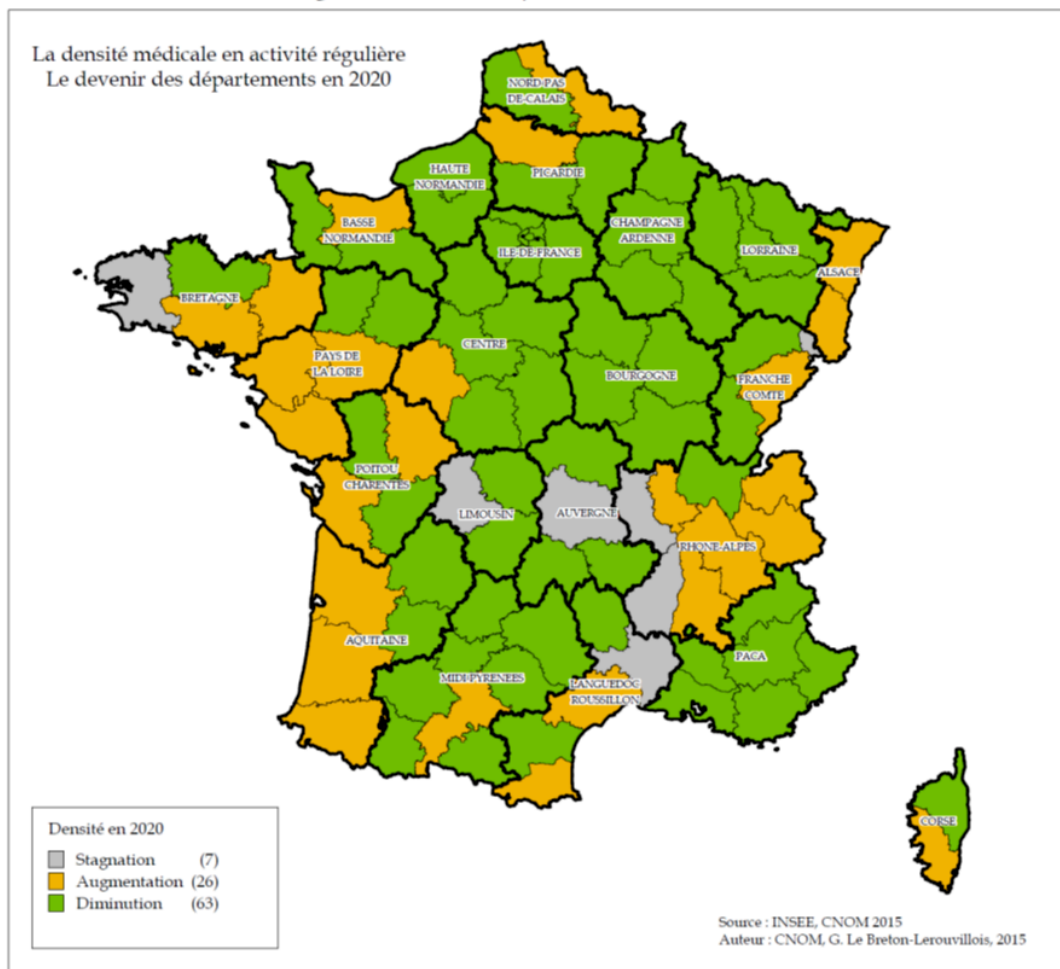 La densité médicale en activité régulière
Le devenir des départements en 2020
NORD-PAS
DE-CALAIS
HAUTE
NORMANDIE
PICARDIE
BASSE
NORMANDIE
CHAMPAGNE
ARDENNE
ILE-DE-FRANCE
LORRAINE
ALSACE
BRETAGNE
PAYS DE
LA LOIRE
CENTRE
BOURGOGNE
FRANCHE
COMTE
POITOU
CHARENTES
LIMOUSIN
AUVERGNE
RHONE-ALPES
AQUITAINE
MIDI-PYRENEES
LANGUEDOC
ROUSSILLON
PACA
CORSE
Densité en 2020
Stagnation (7)
Augmentation (26)
Diminution (63)
Source : INSEE, CNOM 2015
Auteur : CNOM, G. Le Breton-Lerouvillois, 2015